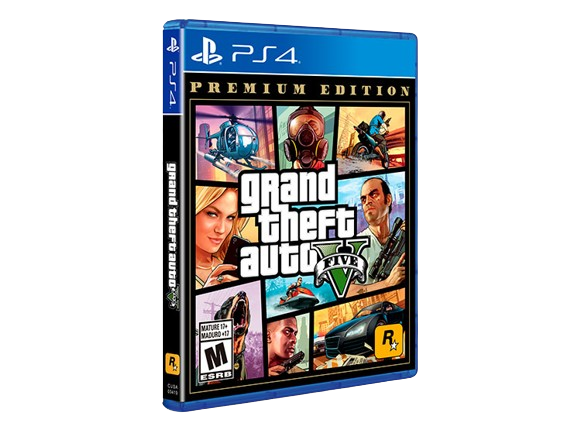 PS4
PREMIUM EDITION
grand
theft
auto
FIVE
V
MATURE 17+
MADURO +17
M
ESRB
R
PS4
grand theft auto
R